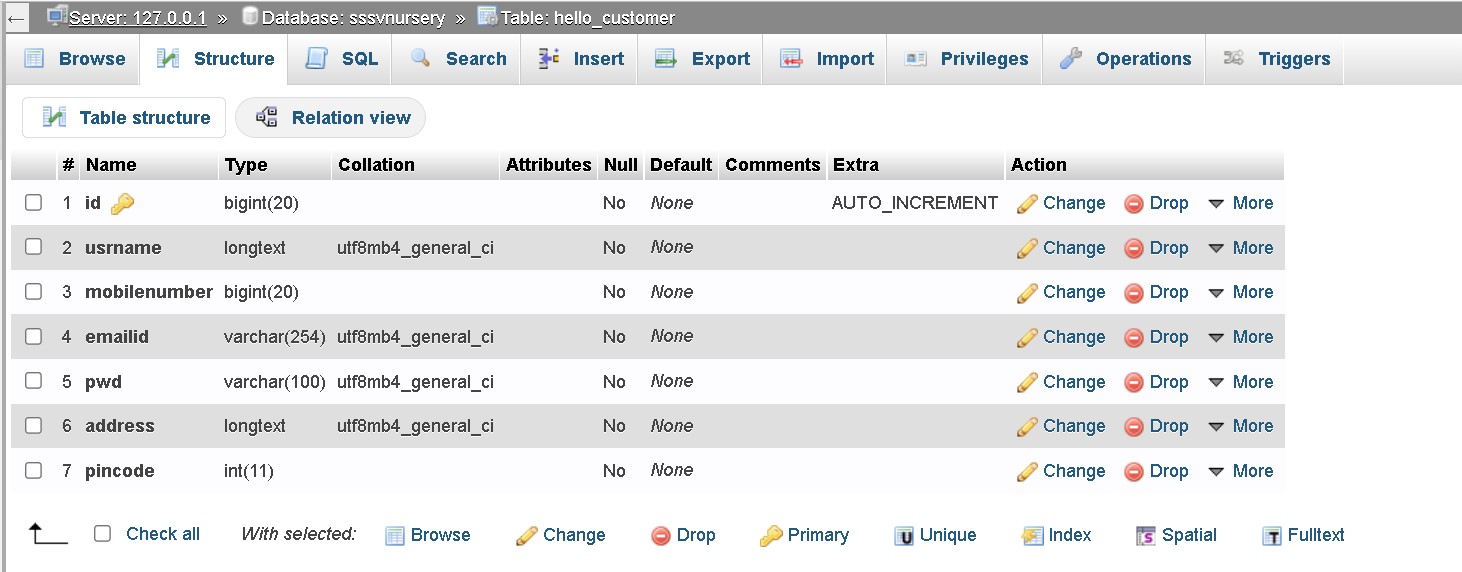 Server: 127.0.0.1 » Database: sssvnursery » Table: hello_customer
Browse Structure SQL Search Insert Export Import Privileges Operations Triggers
Table structure Relation view
# Name Type Collation Attributes Null Default Comments Extra Action
1 id bigint(20) No None AUTO_INCREMENT Change Drop More
2 usrname longtext utf8mb4_general_ci No None Change Drop More
3 mobilenumber bigint(20) No None Change Drop More
4 emailid varchar(254) utf8mb4_general_ci No None Change Drop More
5 pwd varchar(100) utf8mb4_general_ci No None Change Drop More
6 address longtext utf8mb4_general_ci No None Change Drop More
7 pincode int(11) No None Change Drop More
Check all With selected: Browse Change Drop Primary Unique Index Spatial Fulltext